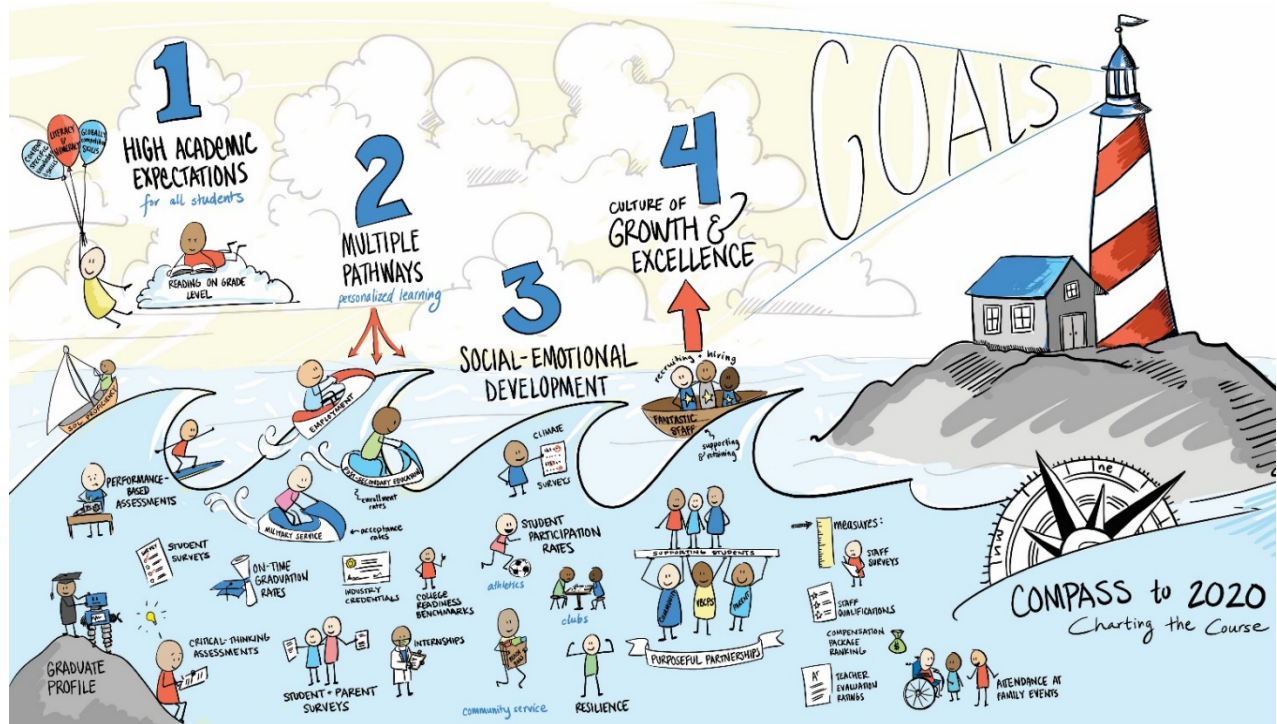 GOALS
1
HIGH ACADEMIC
EXPECTATIONS
for all students
LITERACY
&
NUMERACY
GLOBALLY
COMPETITIVE
SKILLS
READING ON GRADE
LEVEL
2
MULTIPLE
PATHWAYS
personalized learning
3
SOCIAL-EMOTIONAL
DEVELOPMENT
4
CULTURE OF
GROWTH &
EXCELLENCE
recruiting + hiring
FANTASTIC
STAFF
supporting
& retaining
SOL PROFICIENT
EMPLOYMENT
POST-SECONDARY EDUCATION
enrollment
rates
MILITARY SERVICE
acceptance
rates
PERFORMANCE-
BASED
ASSESSMENTS
STUDENT
SURVEYS
ON-TIME
GRADUATION
RATES
INDUSTRY
CREDENTIALS
COLLEGE
READINESS
BENCHMARKS
CRITICAL-THINKING
ASSESSMENTS
GRADUATE
PROFILE
STUDENT + PARENT
SURVEYS
INTERNSHIPS
CLIMATE
SURVEYS
STUDENT
PARTICIPATION
RATES
athletics
clubs
community service
RESILIENCE
SUPPORTING STUDENTS
COMMUNITY
VBCPS
PARENT
PURPOSEFUL PARTNERSHIPS
measures:
STAFF
SURVEYS
STAFF
QUALIFICATIONS
COMPENSATION
PACKAGE
RANKING
$
A+
TEACHER
EVALUATION
RATINGS
ATTENDANCE AT
FAMILY EVENTS
ne
COMPASS to 2020
Charting the Course